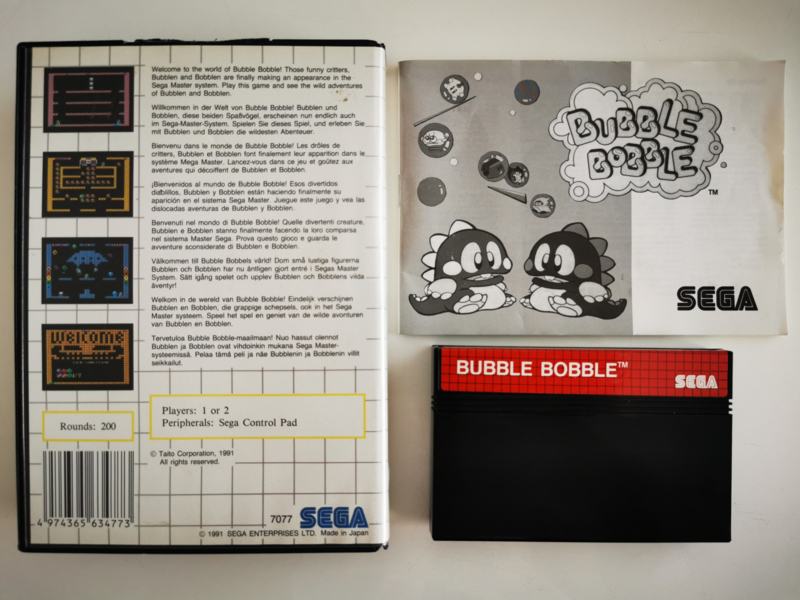 Welcome to the world of Bubble Bobble! Those funny critters,
Bubblen and Bobblen are finally making an appearance in the
Sega Master system. Play this game and see the wild adventures
of Bubblen and Bobblen.
Willkommen in der Welt von Bubble Bobble! Bubblen und
Bobblen, diese beiden Spaßvögel, erscheinen nun endlich auch
im Sega-Master-System. Spielen Sie dieses Spiel, und erleben Sie
mit Bubblen und Bobblen die wildesten Abenteuer.
Bienvenu dans le monde de Bubble Bobble! Les drôles de
critters, Bubblen et Bobblen font finalement leur apparition dans le
système Mega Master. Lancez-vous dans ce jeu et goûtez aux
aventures qui décoiffent de Bubblen et Bobblen.
¡Bienvenidos al mundo de Bubble Bobble! Esos divertidos
diablillos, Bubblen y Bobblen están haciendo finalmente su
aparición en el sistema Sega Master. Juegue este juego y vea las
dislocadas aventuras de Bubblen y Bobblen.
Benvenuti nel mondo di Bubble Bobble! Quelle divertenti creature,
Bubblen e Bobblen stanno finalmente facendo la loro comparsa
nel sistema Master Sega. Prova questo gioco e guarda le
avventure sconsiderate di Bubblen e Bobblen.
Välkommen till Bubble Bobbels värld! Dom små lustiga figurerna
Bubblen och Bobblen har nu äntligen gjort entré i Segas Master
System. Sätt igång spelet och upplev Bubblen och Bobblens vilda
äventyr!
Welkom in de wereld van Bubble Bobble! Eindelijk verschijnen
Bubblen en Bobblen, die grappige schepsels, ook in het Sega
Master systeem. Speel het spel en geniet van de wilde avonturen
van Bubblen en Bobblen.
Tervetuloa Bubble Bobble-maailmaan! Nuo hassut olennot
Bubblen ja Bobblen ovat vihdoinkin mukana Sega Master-
systeemissä. Pelaa tämä peli ja näe Bubblenin ja Bobblenin villit
seikkailut.
WELCOME
Rounds: 200
Players: 1 or 2
Peripherals: Sega Control Pad
© Taito Corporation, 1991
All rights reserved.
4 974365 634773
7077 SEGA
© 1991 SEGA ENTERPRISES LTD. Made in Japan
BUBBLE
BOBBLE
TM
SEGA
BUBBLE BOBBLE™
SEGA